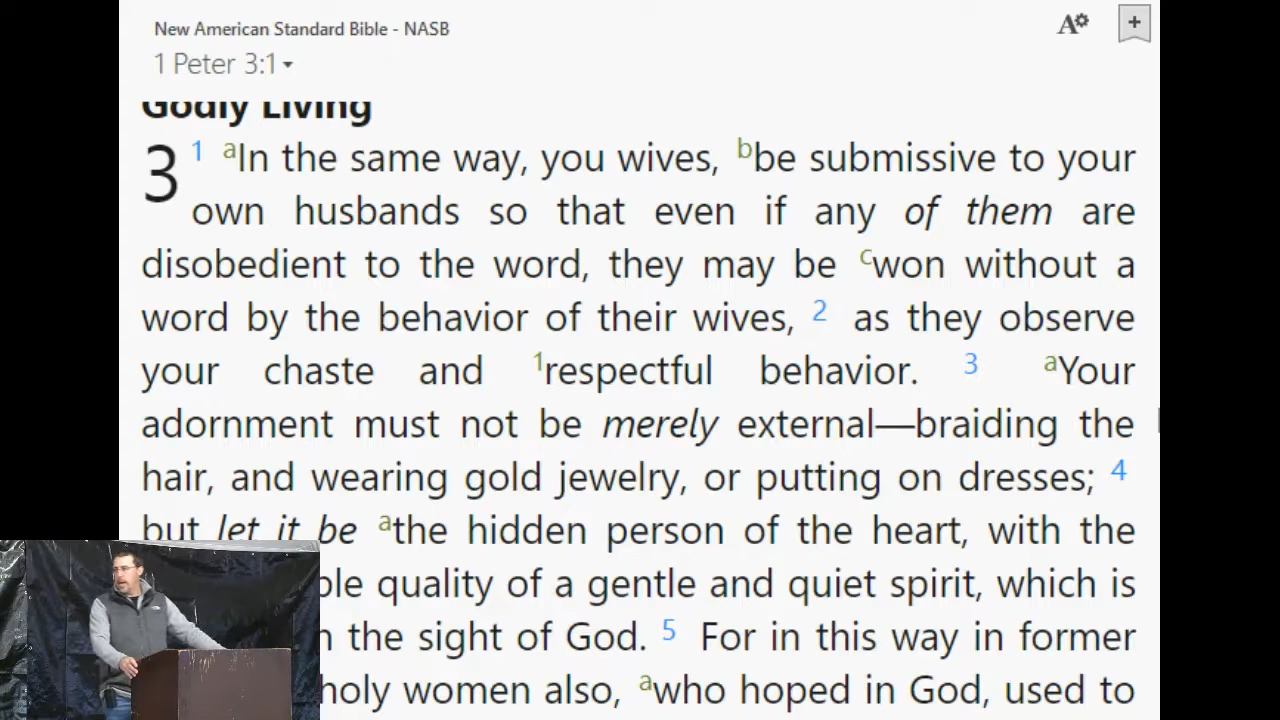 New American Standard Bible - NASB
1 Peter 3:1
Godly Living
3 1 aIn the same way, you wives, bbe submissive to your
own husbands so that even if any of them are
disobedient to the word, they may be cwon without a
word by the behavior of their wives, 2 as they observe
your chaste and 1respectful behavior. 3 aYour
adornment must not be merely external—braiding the
hair, and wearing gold jewelry, or putting on dresses; 4
but let it be athe hidden person of the heart, with the
ble quality of a gentle and quiet spirit, which is
the sight of God. 5 For in this way in former
holy women also, awho hoped in God, used to